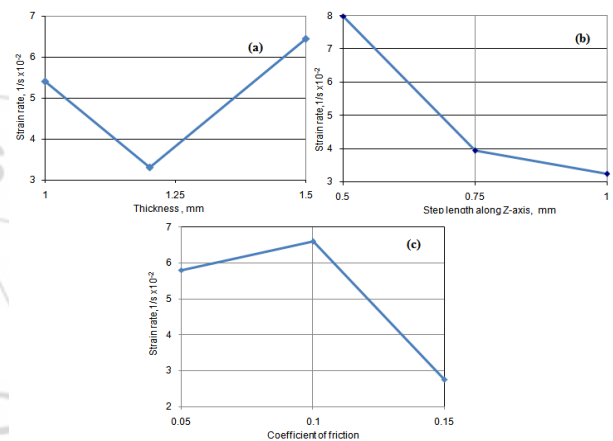 7
6
5
4
3
Strain rate, 1/s x10⁻²
(a)
1
1.25
1.5
Thickness , mm
8
7
6
5
4
3
Strain rate,1/s x10⁻²
(b)
0.5
0.75
1
Step length along Z-axis, mm
7
6
5
4
3
2
Strain rate,1/s x10⁻²
(c)
0.05
0.1
0.15
Coefficient of friction